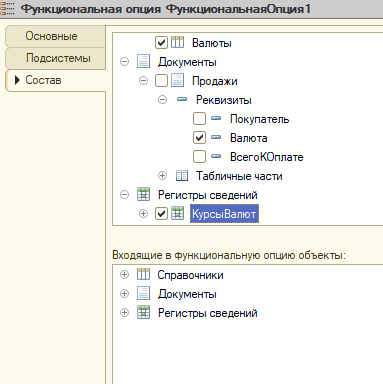 Функциональная опция ФункциональнаяОпция1
Основные
Подсистемы
Состав
Валюты
Документы
Продажи
Реквизиты
Покупатель
Валюта
ВсегоКОплате
Табличные части
Регистры сведений
КурсыВалют
Входящие в функциональную опцию объекты:
Справочники
Документы
Регистры сведений